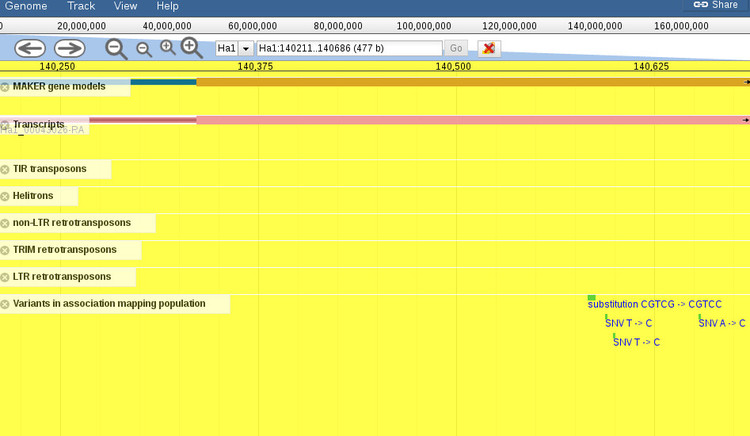 Genome Track View Help Share
0 20,000,000 40,000,000 60,000,000 80,000,000 100,000,000 120,000,000 140,000,000 160,000,000
Ha1 Ha1:140211..140686 (477 b) Go
140,250 140,375 140,500 140,625
MAKER gene models
Transcripts
TIR transposons
Helitrons
non-LTR retrotransposons
TRIM retrotransposons
LTR retrotransposons
Variants in association mapping population
substitution CGTCG -> CGTCC
SNV T -> C SNV A -> C
SNV T -> C